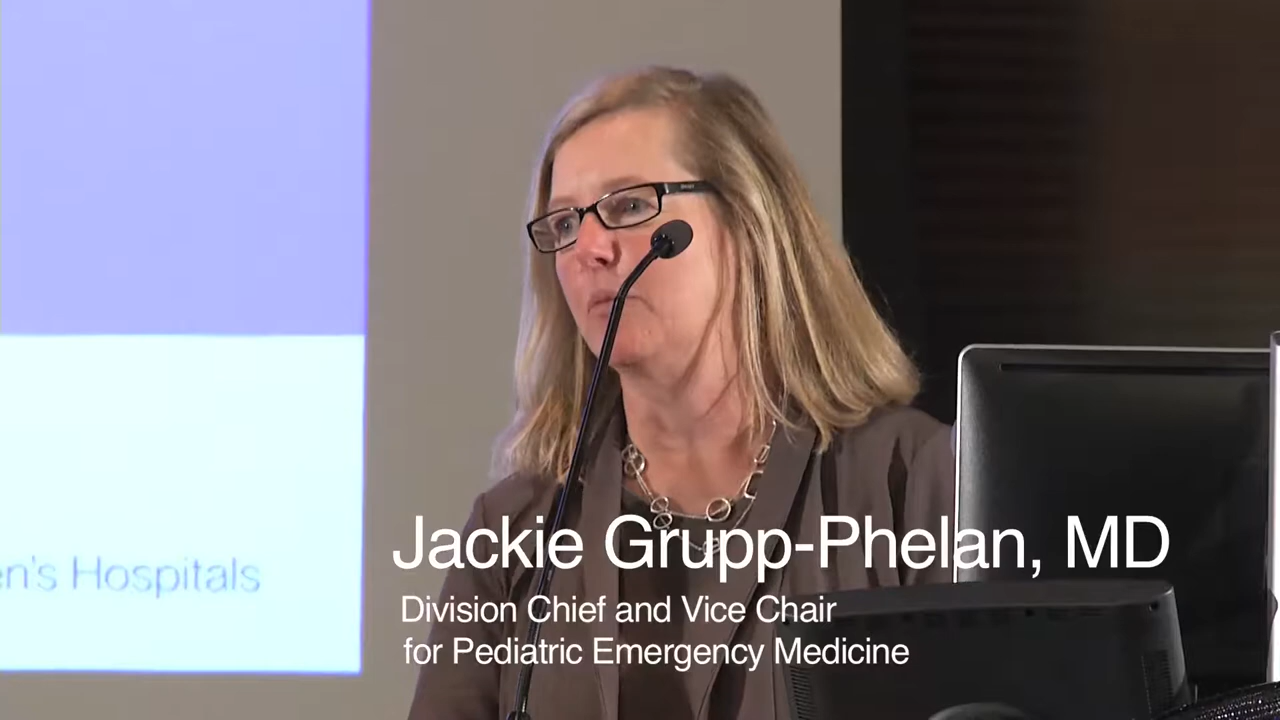 en's Hospitals
Jackie Grupp-Phelan, MD
Division Chief and Vice Chair
for Pediatric Emergency Medicine